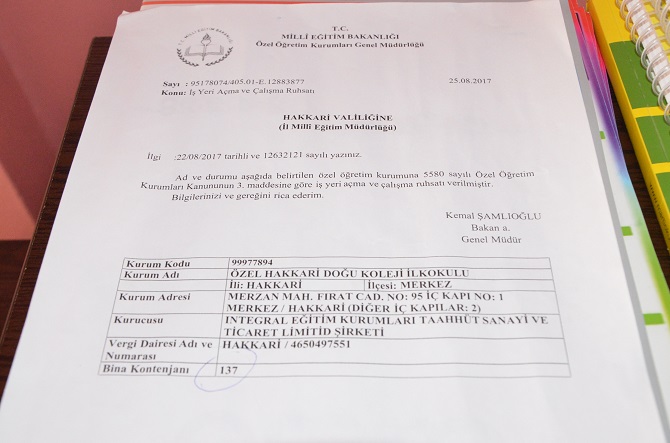 T.C.
MİLLÎ EĞİTİM BAKANLIĞI
Özel Öğretim Kurumları Genel Müdürlüğü
Sayı : 95178074/405.01-E.12883877 25.08.2017
Konu: İş Yeri Açma ve Çalışma Ruhsatı
HAKKARİ VALİLİĞİNE
(İl Millî Eğitim Müdürlüğü)
İlgi :22/08/2017 tarihli ve 12632121 sayılı yazınız.
Ad ve durumu aşağıda belirtilen özel öğretim kurumuna 5580 sayılı Özel Öğretim
Kurumları Kanununun 3. maddesine göre iş yeri açma ve çalışma ruhsatı verilmiştir.
Bilgilerinizi ve gereğini rica ederim.
Kemal ŞAMLIOĞLU
Bakan a.
Genel Müdür
Kurum Kodu 99977894
Kurum Adı ÖZEL HAKKARİ DOĞU KOLEJİ İLKOKULU
İli: HAKKARİ İlçesi: MERKEZ
Kurum Adresi MERZAN MAH. FIRAT CAD. NO: 95 İÇ KAPI NO: 1
MERKEZ / HAKKARİ (DİĞER İÇ KAPILAR: 2)
Kurucusu INTEGRAL EĞİTİM KURUMLARI TAAHHÜT SANAYİ VE
TİCARET LİMİTİD ŞİRKETİ
Vergi Dairesi Adı ve HAKKARİ / 4650497551
Numarası
Bina Kontenjanı 137